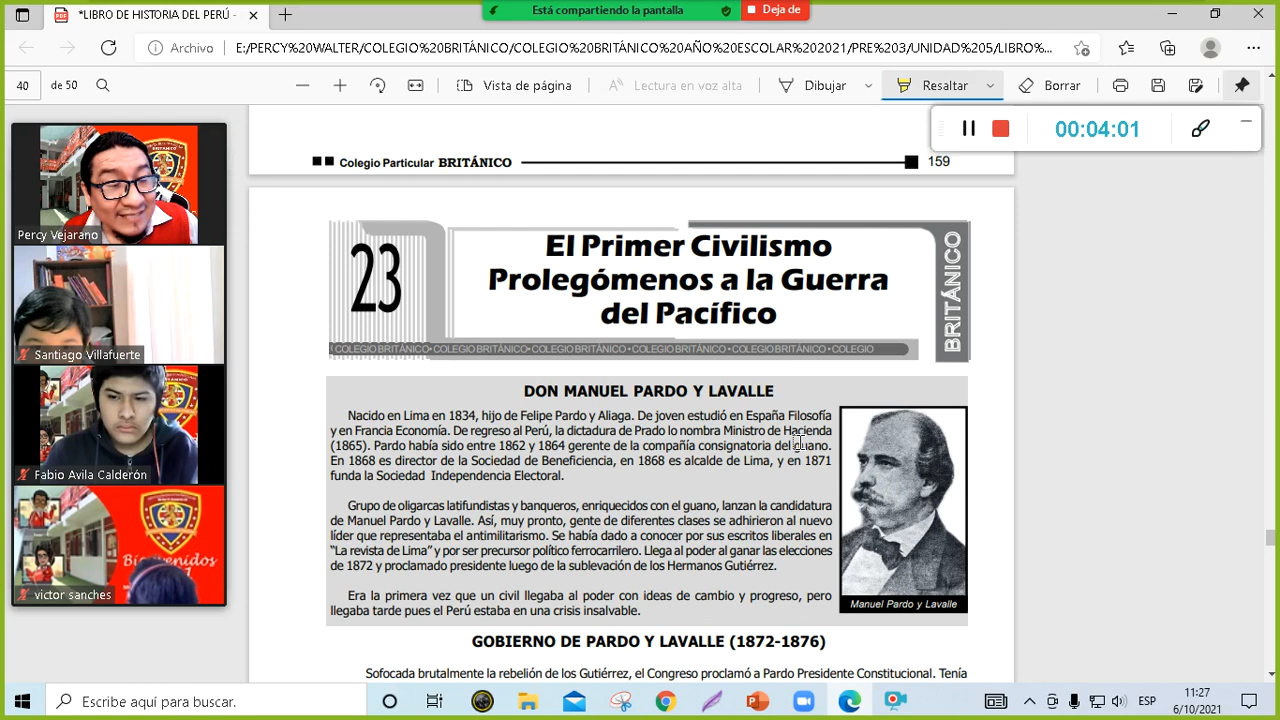 *LIBRO DE HISTORIA DEL PERÚ -
Está compartiendo la pantalla
Deja de
Archivo
E:/PERCY%20WALTER/COLEGIO%20BRITÁNICO/COLEGIO%20BRITÁNICO%20AÑO%20ESCOLAR%202021/PRE%203/UNIDAD%205/LIBRO%...
40 de 50
Vista de página
Lectura en voz alta
Dibujar
Resaltar
Borrar
00:04:01
Percy Vejarano
Santiago Villafuerte
Fabio Avila Calderón
Bienvenidos
victor sanches
Colegio Particular BRITÁNICO 159
23
El Primer Civilismo
Prolegómenos a la Guerra
del Pacífico
BRITÁNICO
COLEGIO BRITÁNICO• COLEGIO BRITÁNICO• COLEGIO BRITÁNICO • COLEGIO BRITÁNICO • COLEGIO BRITÁNICO • COLEGIO
DON MANUEL PARDO Y LAVALLE
Nacido en Lima en 1834, hijo de Felipe Pardo y Aliaga. De joven estudió en España Filosofía
y en Francia Economía. De regreso al Perú, la dictadura de Prado lo nombra Ministro de Hacienda
(1865). Pardo había sido entre 1862 y 1864 gerente de la compañía consignatoria del guano.
En 1868 es director de la Sociedad de Beneficiencia, en 1868 es alcalde de Lima, y en 1871
funda la Sociedad Independencia Electoral.
Grupo de oligarcas latifundistas y banqueros, enriquecidos con el guano, lanzan la candidatura
de Manuel Pardo y Lavalle. Así, muy pronto, gente de diferentes clases se adhirieron al nuevo
líder que representaba el antimilitarismo. Se había dado a conocer por sus escritos liberales en
“La revista de Lima” y por ser precursor político ferrocarrilero. Llega al poder al ganar las elecciones
de 1872 y proclamado presidente luego de la sublevación de los Hermanos Gutiérrez.
Era la primera vez que un civil llegaba al poder con ideas de cambio y progreso, pero
llegaba tarde pues el Perú estaba en una crisis insalvable.
Manuel Pardo y Lavalle
GOBIERNO DE PARDO Y LAVALLE (1872-1876)
Sofocada brutalmente la rebelión de los Gutiérrez, el Congreso proclamó a Pardo Presidente Constitucional. Tenía
Escribe aquí para buscar.
ESP
11:27
6/10/2021